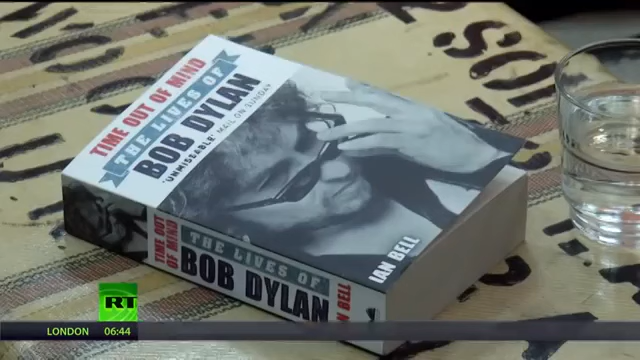 TIME OUT OF MIND
THE LIVES OF
BOB DYLAN
'UNMISSABLE' MAIL ON SUNDAY
IAN BELL
TIME OUT
OF MIND
THE LIVES OF
BOB DYLAN
IAN BELL
RT
LONDON 06:44